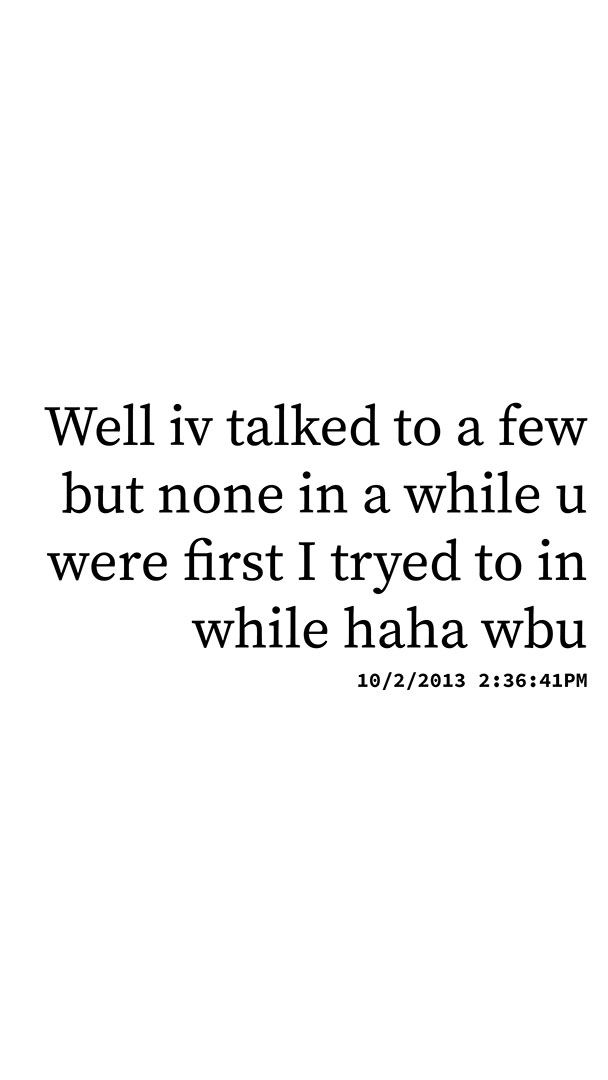 Well iv talked to a few
but none in a while u
were first I tryed to in
while haha wbu
10/2/2013 2:36:41PM